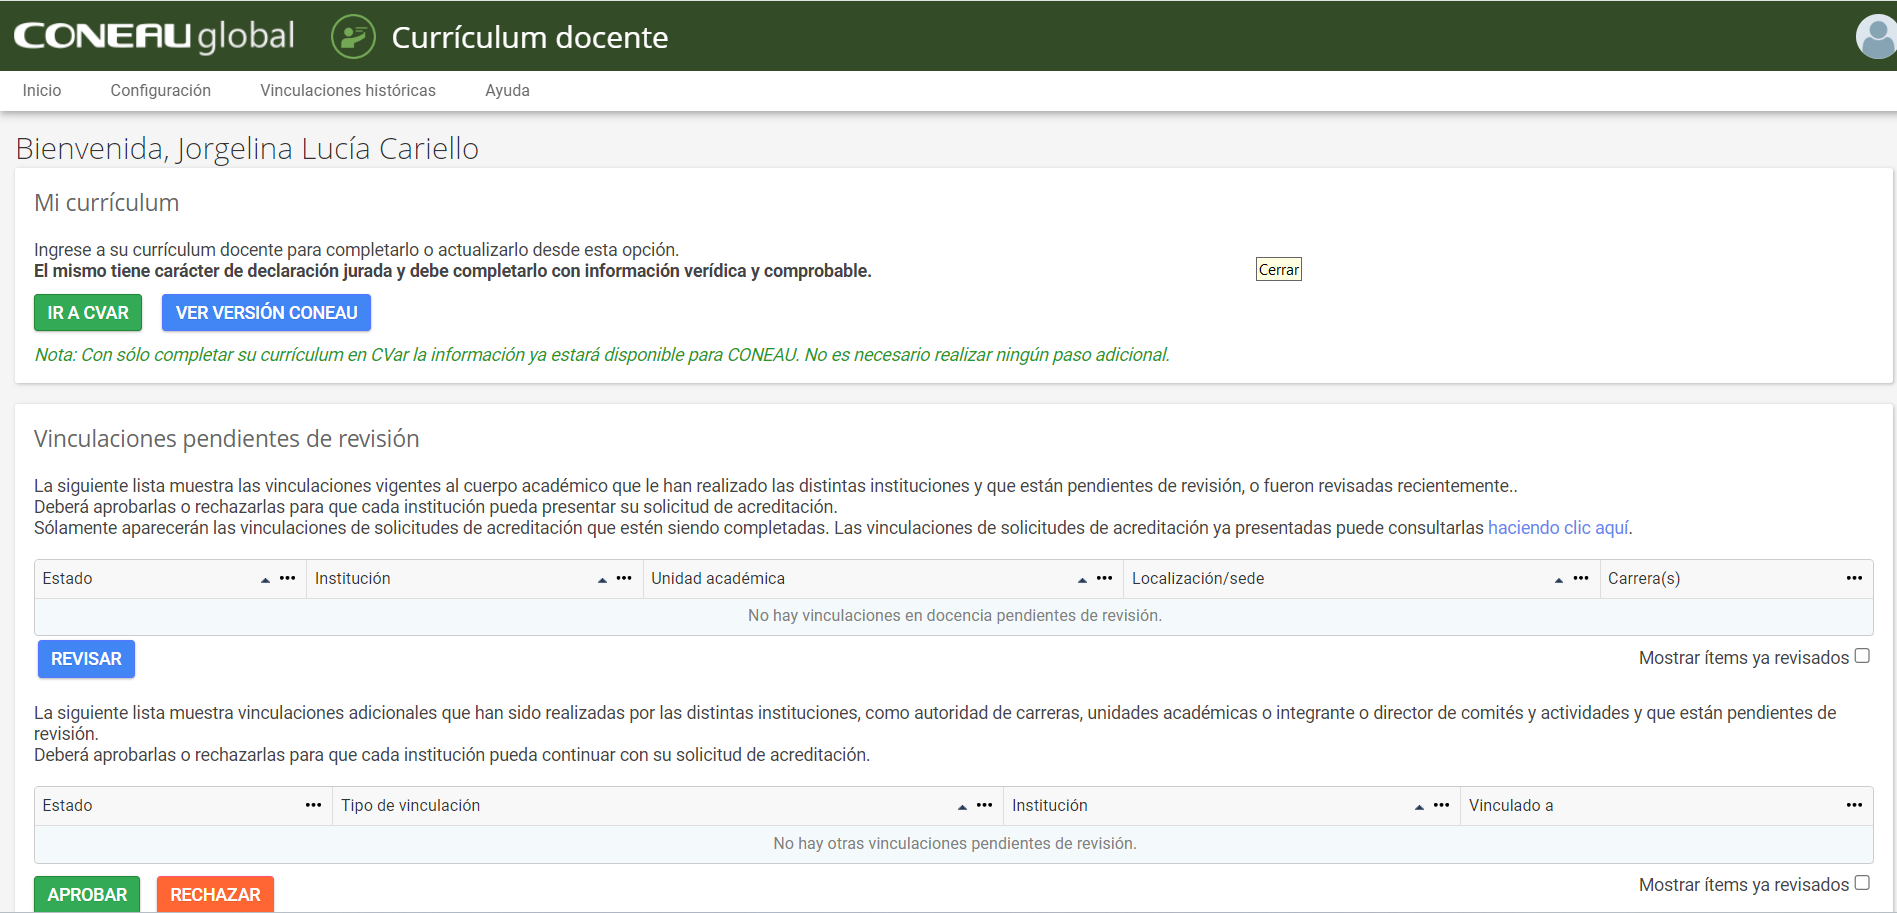 CONEAU global Currículum docente
Inicio Configuración Vinculaciones históricas Ayuda
Bienvenida, Jorgelina Lucía Cariello
Mi currículum
Ingrese a su currículum docente para completarlo o actualizarlo desde esta opción.
El mismo tiene carácter de declaración jurada y debe completarlo con información verídica y comprobable.
Cerrar
IR A CVAR VER VERSIÓN CONEAU
Nota: Con sólo completar su currículum en CVar la información ya estará disponible para CONEAU. No es necesario realizar ningún paso adicional.
Vinculaciones pendientes de revisión
La siguiente lista muestra las vinculaciones vigentes al cuerpo académico que le han realizado las distintas instituciones y que están pendientes de revisión, o fueron revisadas recientemente..
Deberá aprobarlas o rechazarlas para que cada institución pueda presentar su solicitud de acreditación.
Sólamente aparecerán las vinculaciones de solicitudes de acreditación que estén siendo completadas. Las vinculaciones de solicitudes de acreditación ya presentadas puede consultarlas haciendo clic aquí.
Estado Institución Unidad académica Localización/sede Carrera(s)
No hay vinculaciones en docencia pendientes de revisión.
REVISAR Mostrar ítems ya revisados
La siguiente lista muestra vinculaciones adicionales que han sido realizadas por las distintas instituciones, como autoridad de carreras, unidades académicas o integrante o director de comités y actividades y que están pendientes de
revisión.
Deberá aprobarlas o rechazarlas para que cada institución pueda continuar con su solicitud de acreditación.
Estado Tipo de vinculación Institución Vinculado a
No hay otras vinculaciones pendientes de revisión.
APROBAR RECHAZAR Mostrar ítems ya revisados